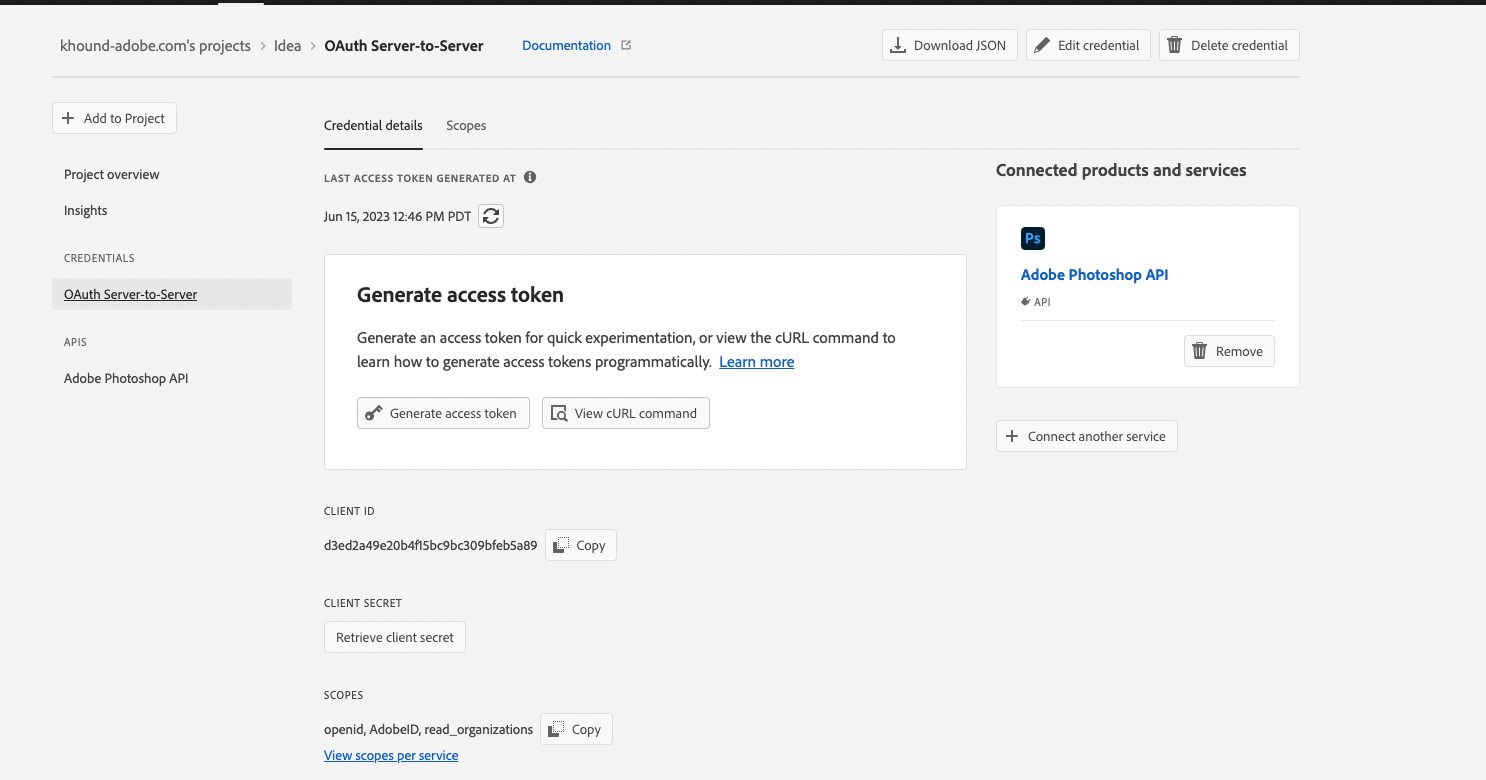 khound-adobe.com's projects > Idea > OAuth Server-to-Server Documentation
Download JSON Edit credential Delete credential
+ Add to Project
Project overview
Insights
CREDENTIALS
OAuth Server-to-Server
APIS
Adobe Photoshop API
Credential details Scopes
LAST ACCESS TOKEN GENERATED AT
Jun 15, 2023 12:46 PM PDT
Generate access token
Generate an access token for quick experimentation, or view the cURL command to
learn how to generate access tokens programmatically. Learn more
Generate access token View cURL command
CLIENT ID
d3ed2a49e20b4f15bc9bc309bfeb5a89 Copy
CLIENT SECRET
Retrieve client secret
SCOPES
openid, AdobeID, read_organizations Copy
View scopes per service
Connected products and services
Ps
Adobe Photoshop API
API
Remove
+ Connect another service